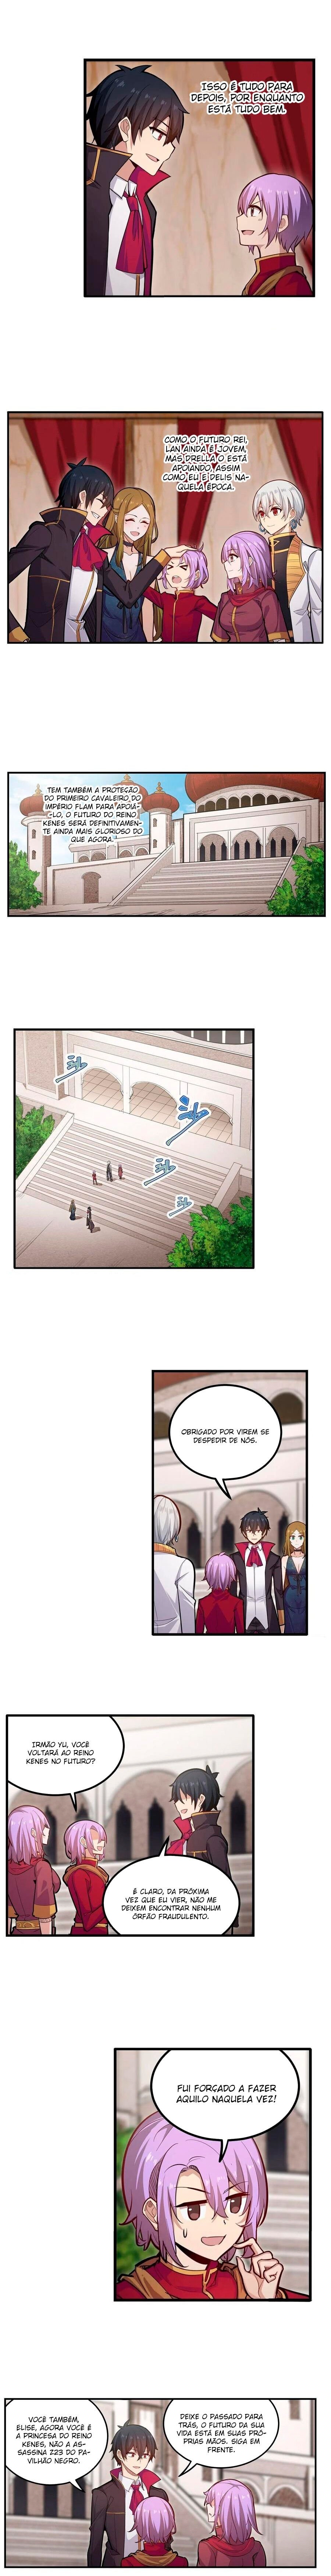 ISSO É TUDO PARA
DEPOIS, POR ENQUANTO
ESTÁ TUDO BEM.
COMO O FUTURO REI,
LAN AINDA É JOVEM,
MAS DRELLA O ESTÁ
APOIANDO, ASSIM
COMO EU E DELIS NA-
QUELA ÉPOCA.
TEM TAMBÉM A PROTEÇÃO
DO PRIMEIRO CAVALEIRO DO
IMPÉRIO FLAM PARA APOIÁ-
-LO, O FUTURO DO REINO
KENES SERÁ DEFINITIVAMEN-
TE AINDA MAIS GLORIOSO DO
QUE AGORA.
OBRIGADO POR VIREM SE
DESPEDIR DE NÓS.
IRMÃO YU, VOCÊ
VOLTARÁ AO REINO
KENES NO FUTURO?
É CLARO, DA PRÓXIMA
VEZ QUE EU VIER, NÃO ME
DEIXEM ENCONTRAR NENHUM
ÓRFÃO FRAUDULENTO.
FUI FORÇADO A FAZER
AQUILO NAQUELA VEZ!
VOCÊ TAMBÉM,
ELISE, AGORA VOCÊ É
A PRINCESA DO REINO
KENES, NÃO A AS-
SASSINA 223 DO PA-
VILHÃO NEGRO.
DEIXE O PASSADO PARA
TRÁS, O FUTURO DA SUA
VIDA ESTÁ EM SUAS PRÓ-
PRIAS MÃOS. SIGA EM
FRENTE.